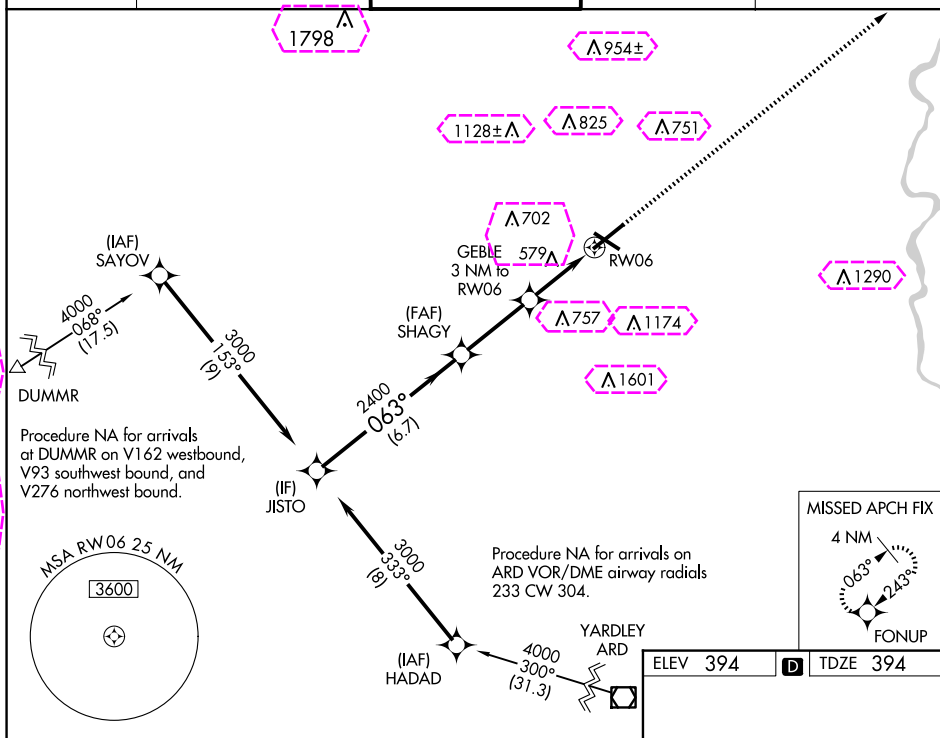 1798
954±
1128±
825
751
702
579
GEBLE
3 NM to
RW06
RW06
1290
(IAF)
SAYOV
4000
068°
(17.5)
DUMMR
3000
153°
(9)
(FAF)
SHAGY
757
1174
1601
2400
063°
(6.7)
Procedure NA for arrivals
at DUMMR on V162 westbound,
V93 southwest bound, and
V276 northwest bound.
(IF)
JISTO
MSA RW06 25 NM
3600
3000
333°
(8)
Procedure NA for arrivals on
ARD VOR/DME airway radials
233 CW 304.
MISSED APCH FIX
4 NM
063°
243°
FONUP
(IAF)
HADAD
4000
300°
(31.3)
YARDLEY
ARD
ELEV 394
D
TDZE 394